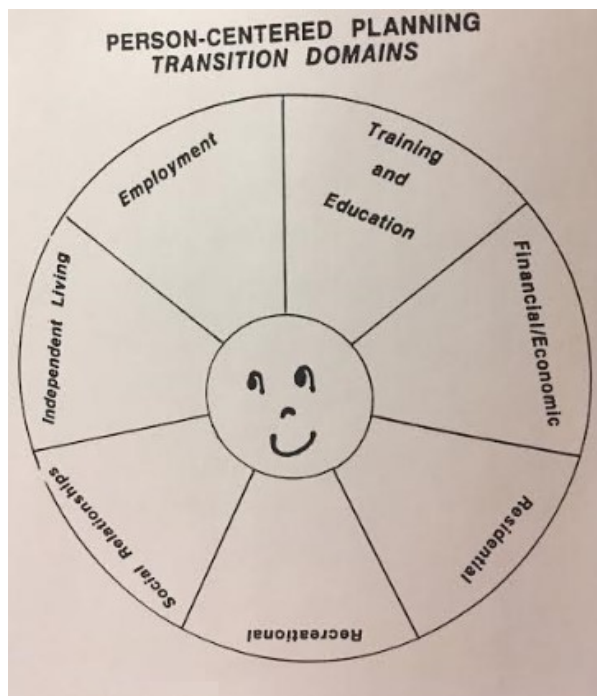 PERSON-CENTERED PLANNING
TRANSITION DOMAINS
Employment
Training
and
Education
Financial/Economic
Residential
Recreational
Social Relationships
Independent Living